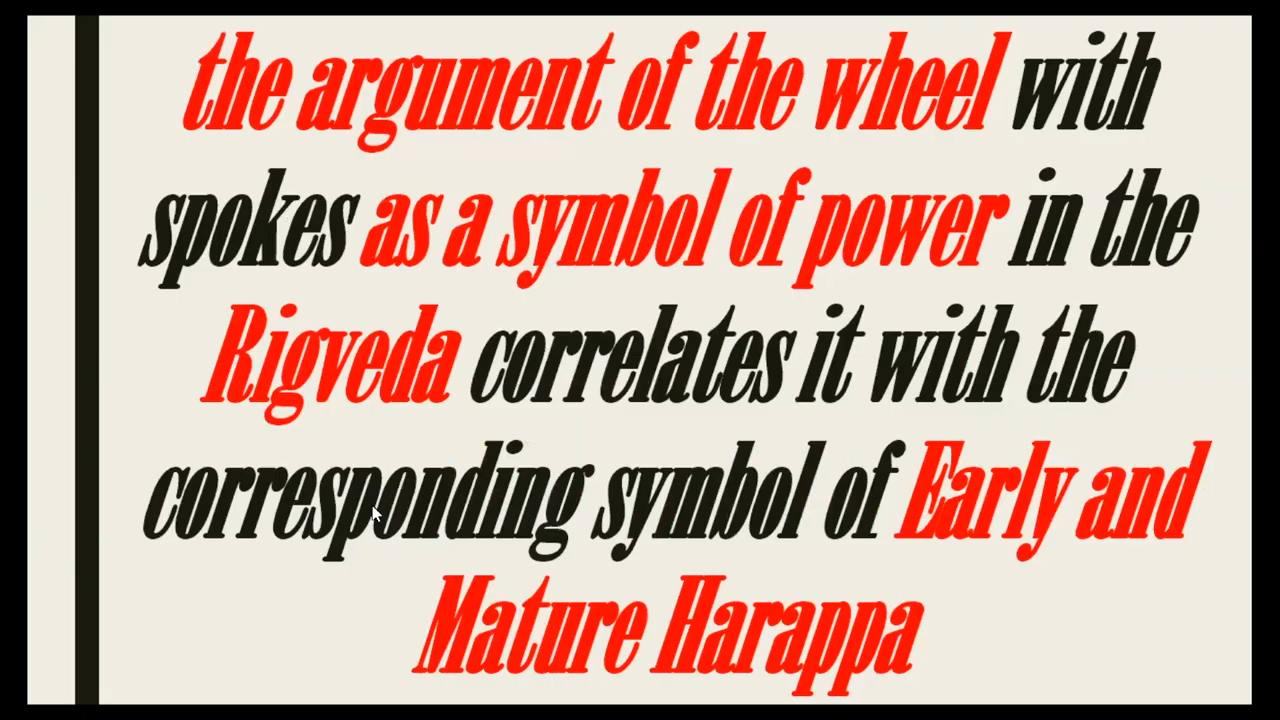 the argument of the wheel with
spokes as a symbol of power in the
Rigveda correlates it with the
corresponding symbol of Early and
Mature Harappa